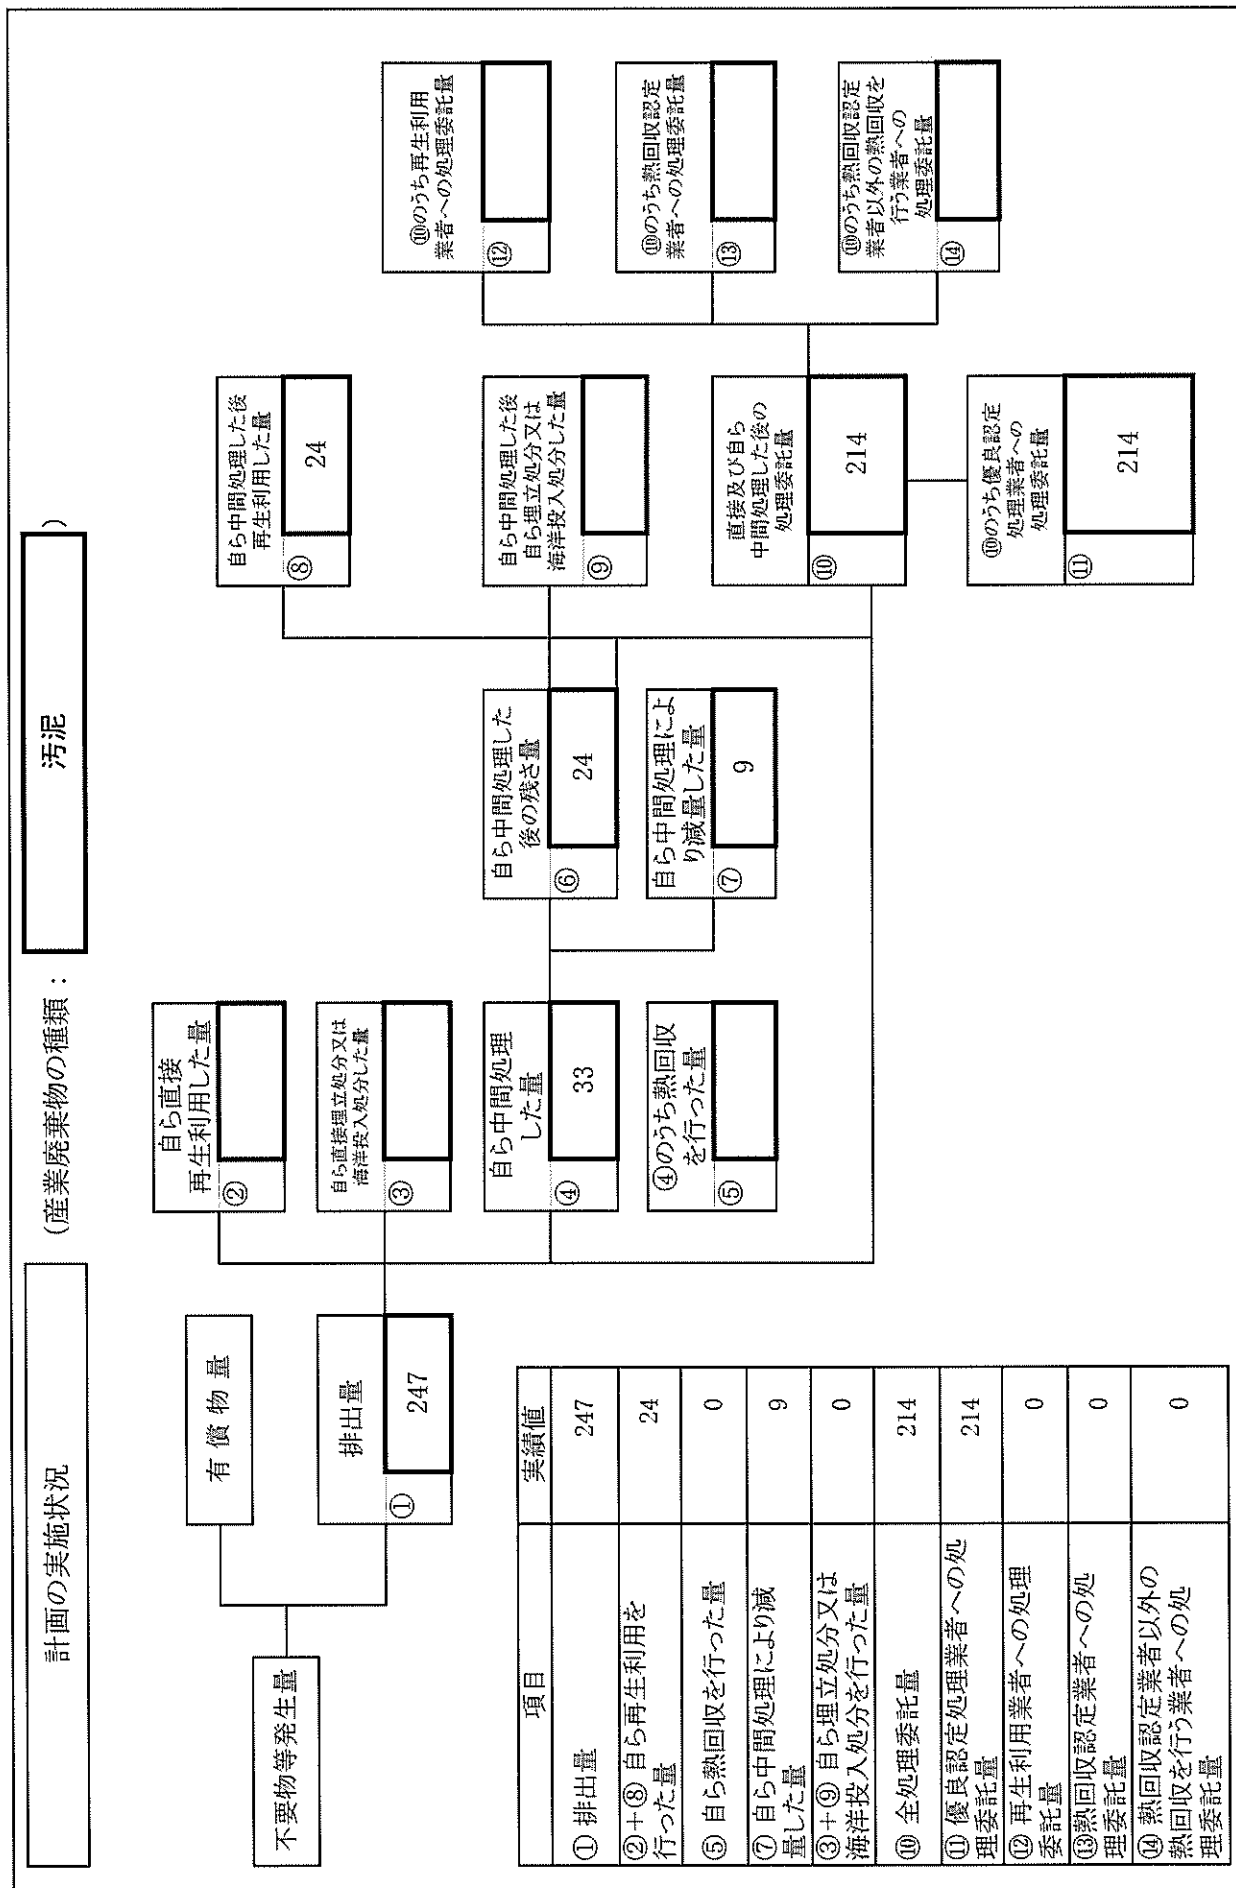 計画の実施状況
(産業廃棄物の種類：
汚泥
)
不要物等発生量
有償物量
排出量
①
247
自ら直接
再生利用した量
②
自ら直接埋立処分又は
海洋投入処分した量
③
自ら中間処理
した量
④
33
④のうち熱回収
を行った量
⑤
自ら中間処理した
後の残さ量
⑥
24
自ら中間処理によ
り減量した量
⑦
9
自ら中間処理した後
再生利用した量
⑧
24
自ら中間処理した後
自ら埋立処分又は
海洋投入処分した量
⑨
直接及び自ら
中間処理した後の
処理委託量
⑩
214
⑩のうち優良認定
処理業者への
処理委託量
⑪
214
⑩のうち再生利用
業者への処理委託量
⑫
⑩のうち熱回収認定
業者への処理委託量
⑬
⑩のうち熱回収認定
業者以外の熱回収を
行う業者への
処理委託量
⑭
項目 実績値
①排出量 247
②+⑧自ら再生利用を
行った量 24
⑤自ら熱回収を行った量 0
⑦自ら中間処理により減
量した量 9
③+⑨自ら埋立処分又は
海洋投入処分を行った量 0
⑩全処理委託量 214
⑪優良認定処理業者への処
理委託量 214
⑫再生利用業者への処理
委託量 0
⑬熱回収認定業者への処
理委託量 0
⑭熱回収認定業者以外の
熱回収を行う業者への処
理委託量 0